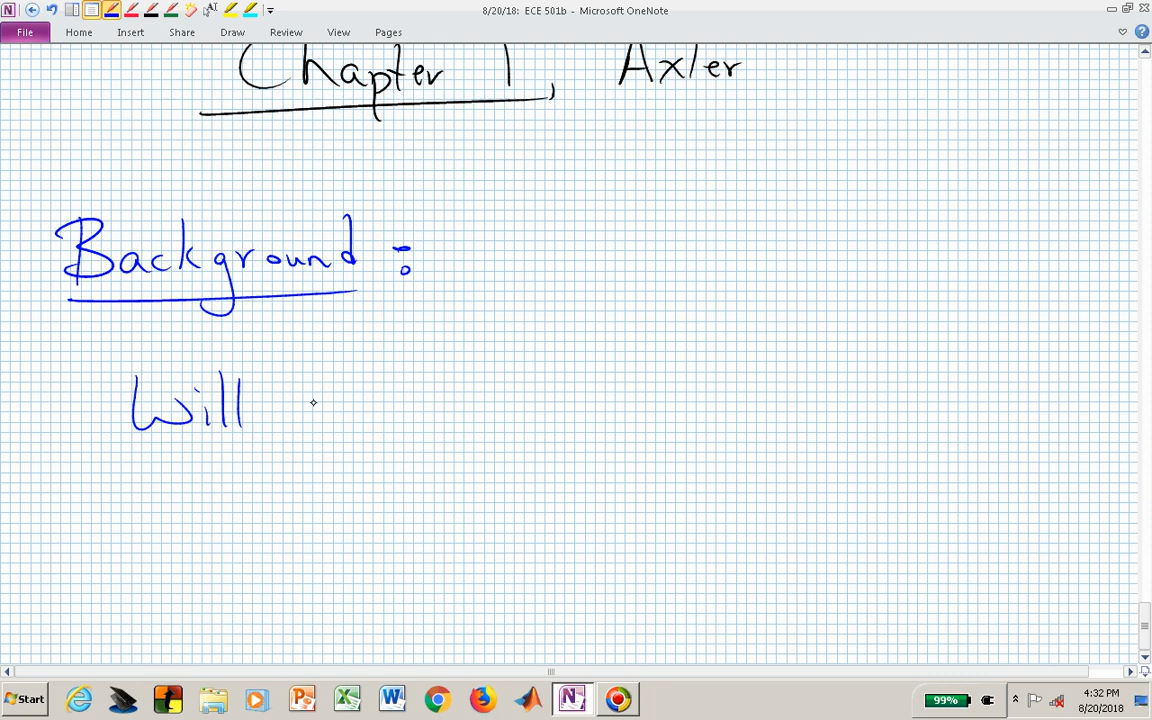 8/20/18: ECE 501b - Microsoft OneNote
File Home Insert Share Draw Review View Pages
Chapter 1, Axler
Background:
Will
Start
99%
4:32 PM
8/20/2018